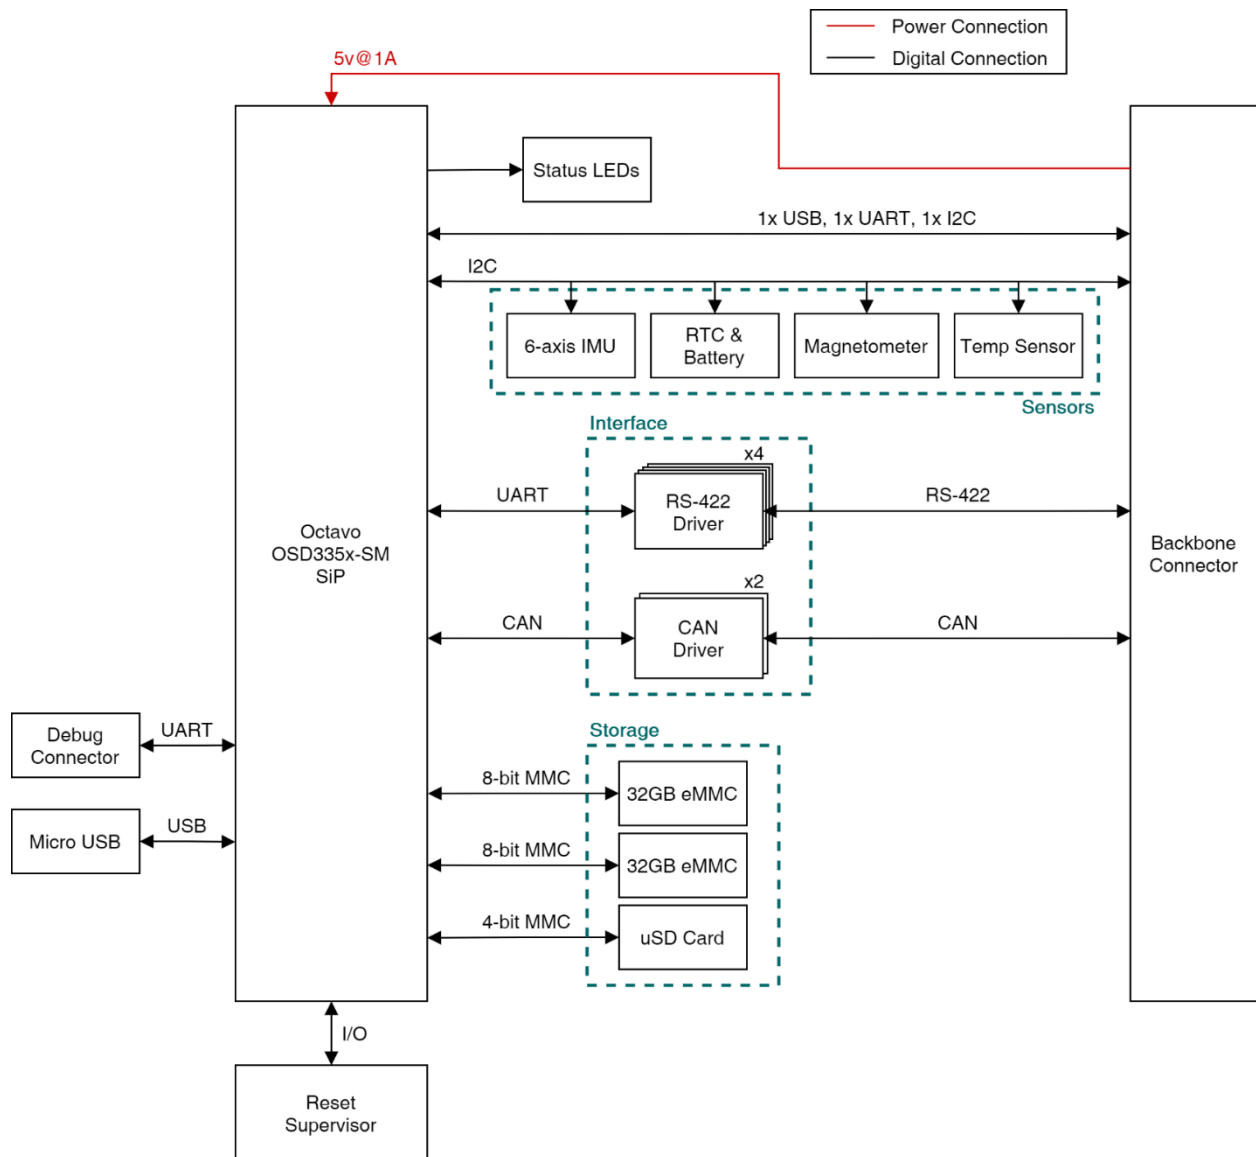 Power Connection
Digital Connection
5v@1A
Status LEDs
1x USB, 1x UART, 1x I2C
I2C
6-axis IMU
RTC &
Battery
Magnetometer
Temp Sensor
Sensors
Interface
x4
UART
RS-422
Driver
RS-422
Octavo
OSD335x-SM
SiP
Backbone
Connector
x2
CAN
CAN
Driver
CAN
Debug
Connector
UART
Storage
8-bit MMC
32GB eMMC
Micro USB
USB
8-bit MMC
32GB eMMC
4-bit MMC
uSD Card
I/O
Reset
Supervisor